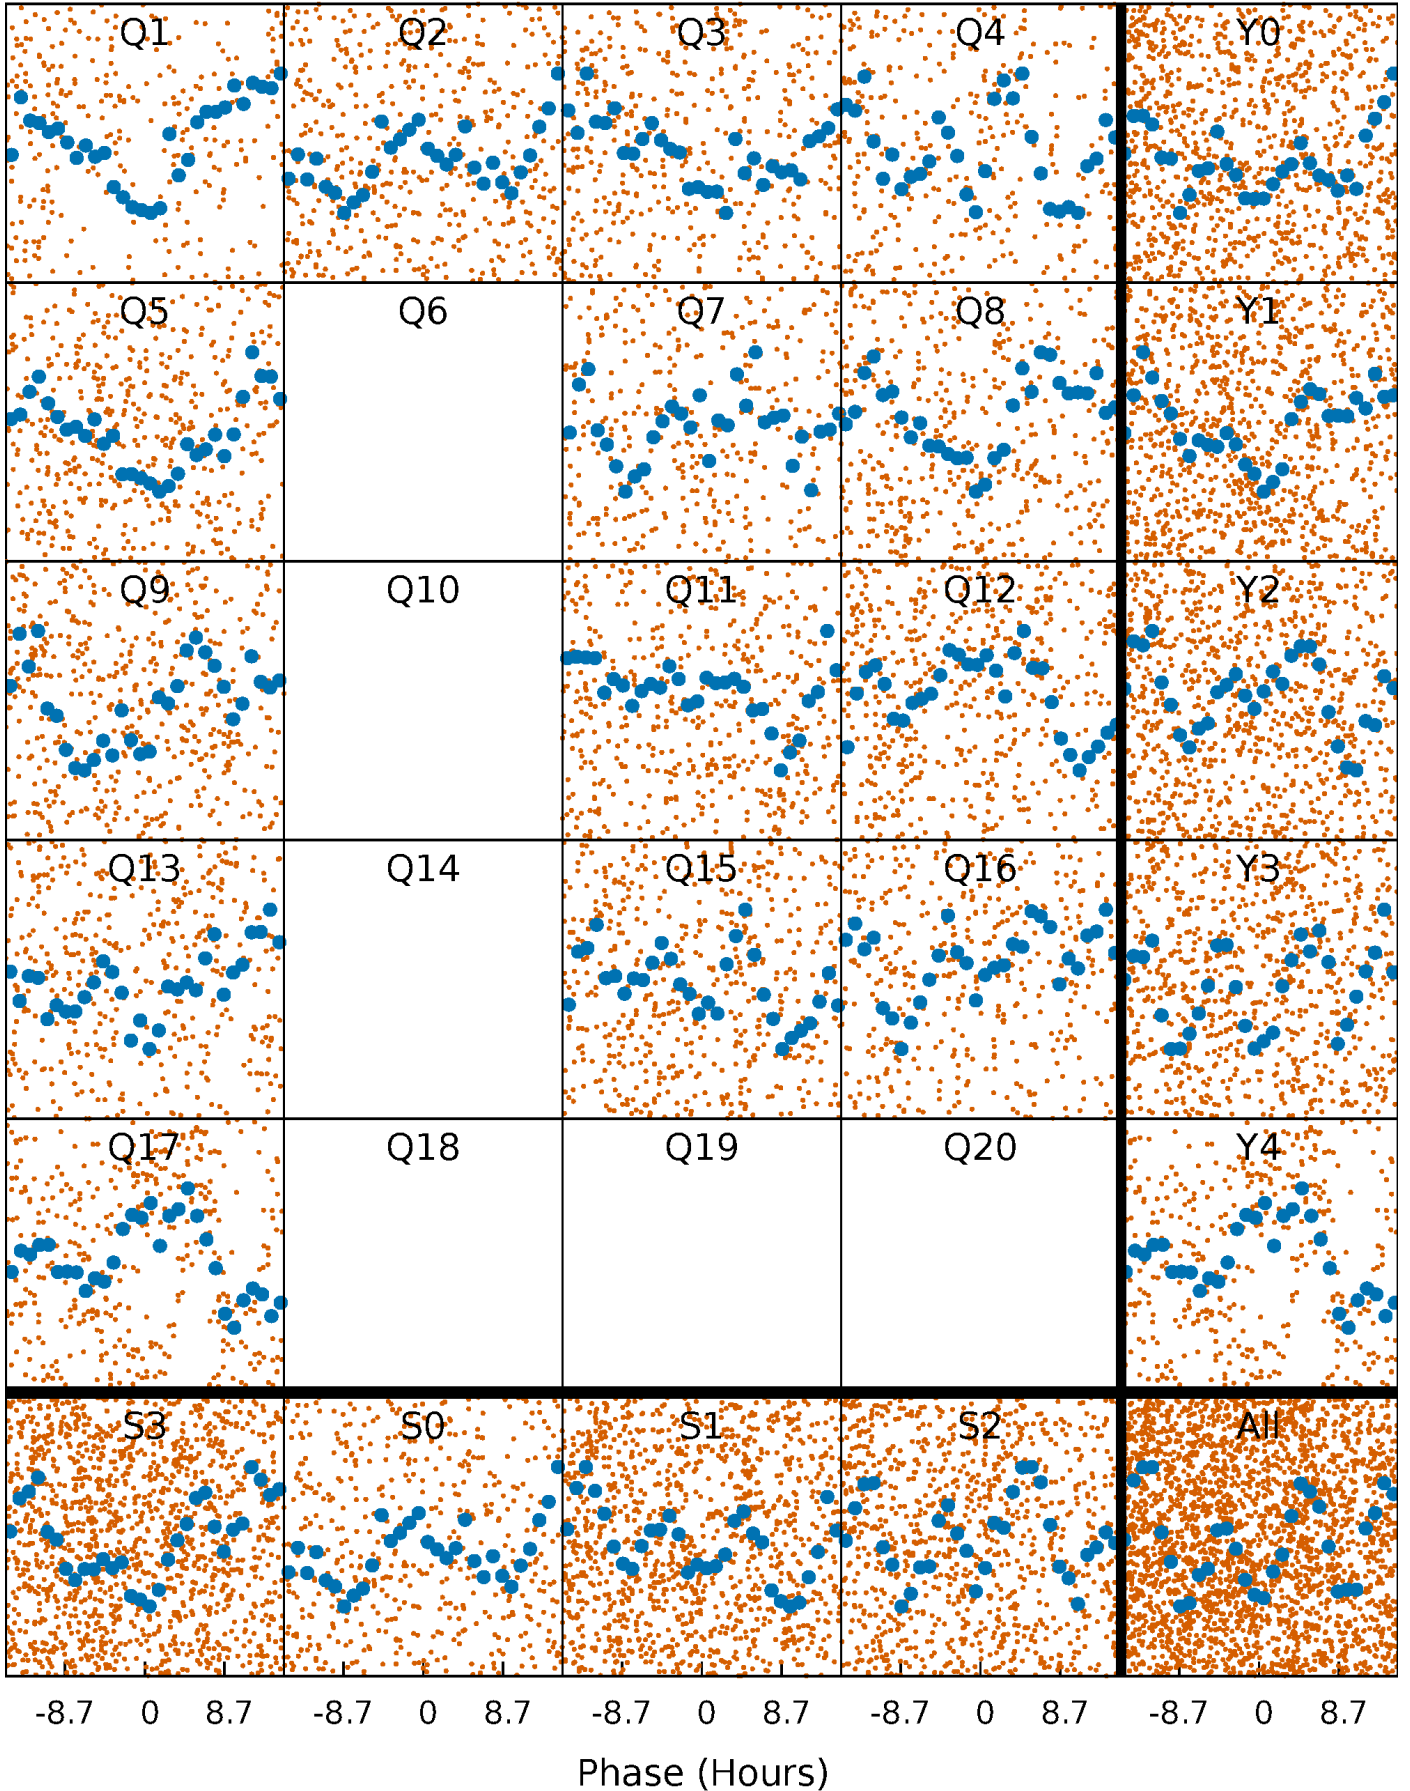 Q1 Q2 Q3 Q4 Y0
Q5 Q6 Q7 Q8 Y1
Q9 Q10 Q11 Q12 Y2
Q13 Q14 Q15 Q16 Y3
Q17 Q18 Q19 Q20 Y4
S3 S0 S1 S2 All
-8.7 0 8.7 -8.7 0 8.7 -8.7 0 8.7 -8.7 0 8.7 -8.7 0 8.7
Phase (Hours)